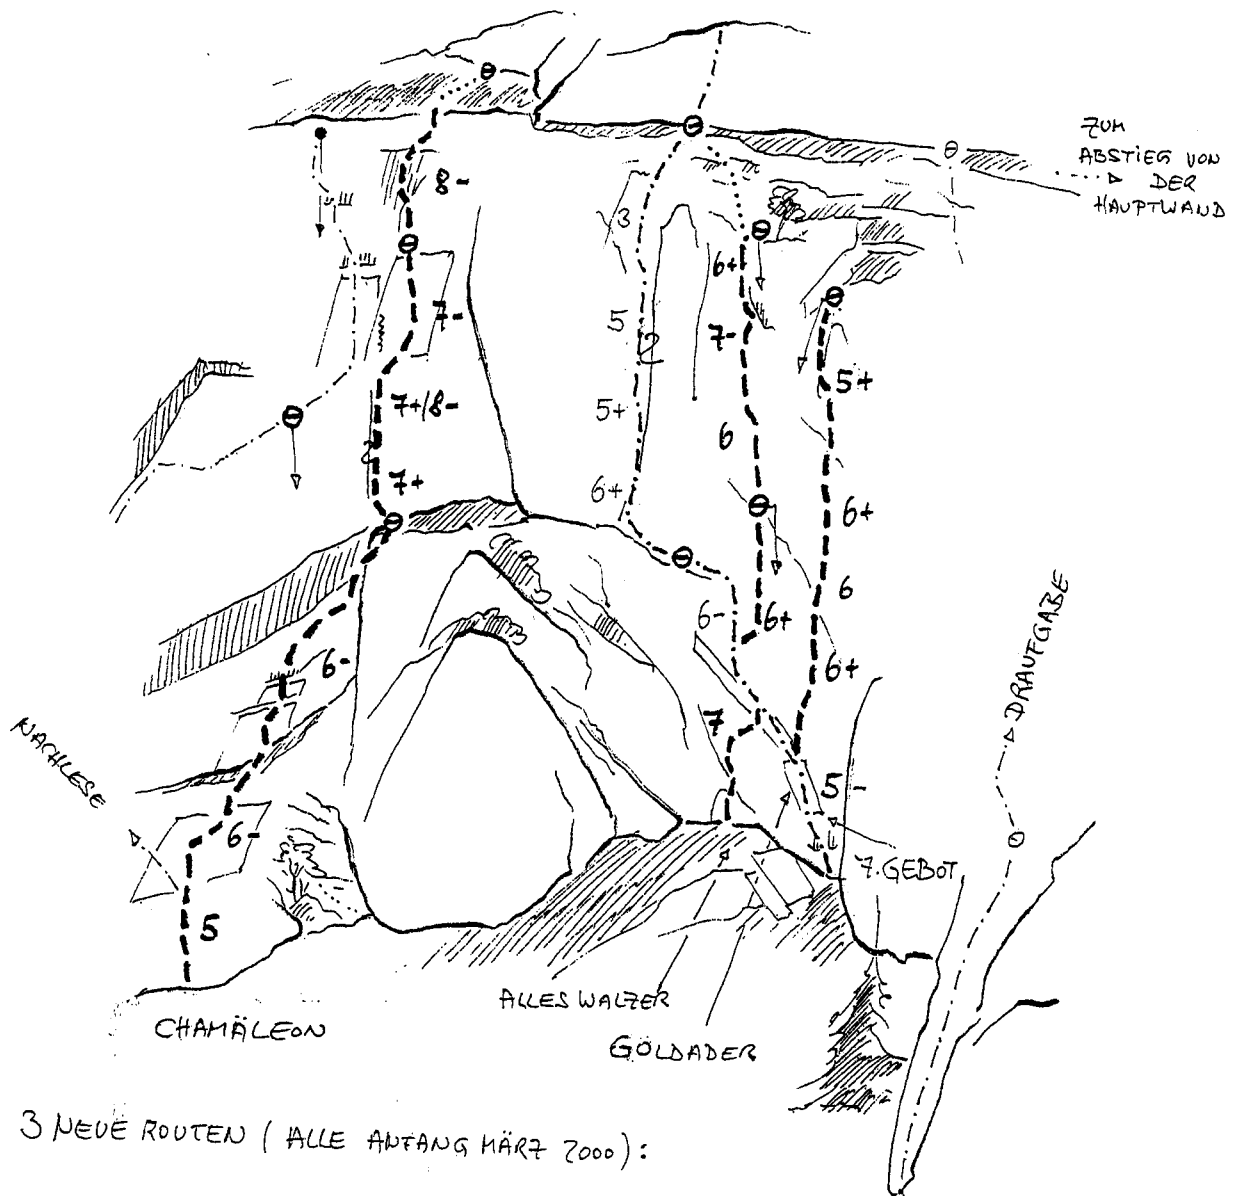 ZUM
ABSTIEG VON
DER
HAUPTWAND
8-
3
6+
7-
5
7-
5+
7+/8-
5+
6
7+
6+
6+
6
6-
6+
6-
6+
DRAUFGABE
NACHLESE
7
5-
6-
7. GEBOT
5
ALLES WALZER
CHAMÄLEON
GOLDADER
3 NEUE ROUTEN (ALLE ANFANG MÄRZ 2000):